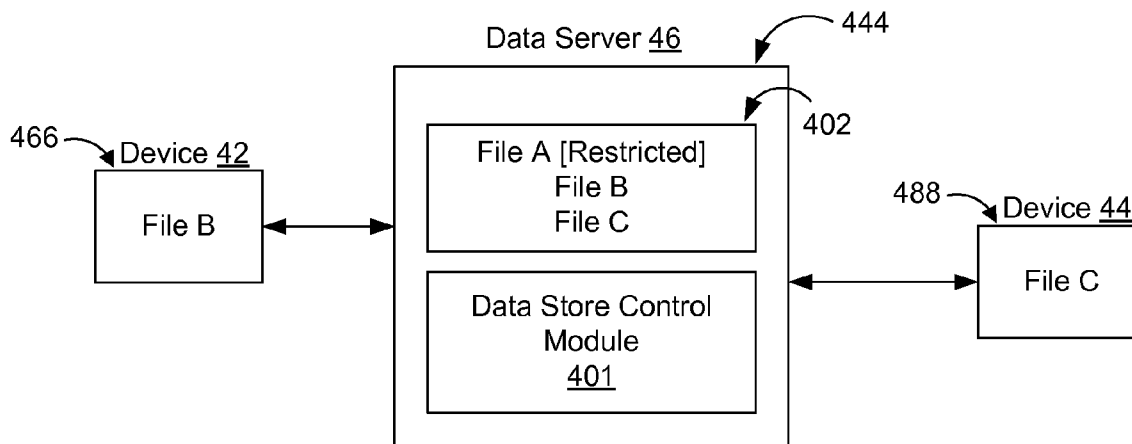 Data Server 46
444
402
File A [Restricted]
File B
File C
466
Device 42
File B
488
Device 44
File C
Data Store Control
Module
401